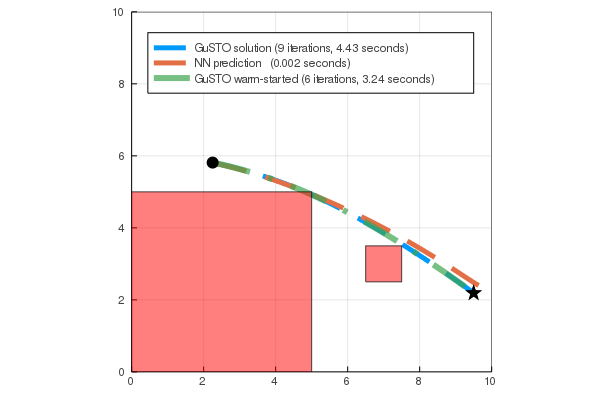 10
GuSTO solution (9 iterations, 4.43 seconds)
NN prediction (0.002 seconds)
GuSTO warm-started (6 iterations, 3.24 seconds)
8
6
4
2
0
0 2 4 6 8 10